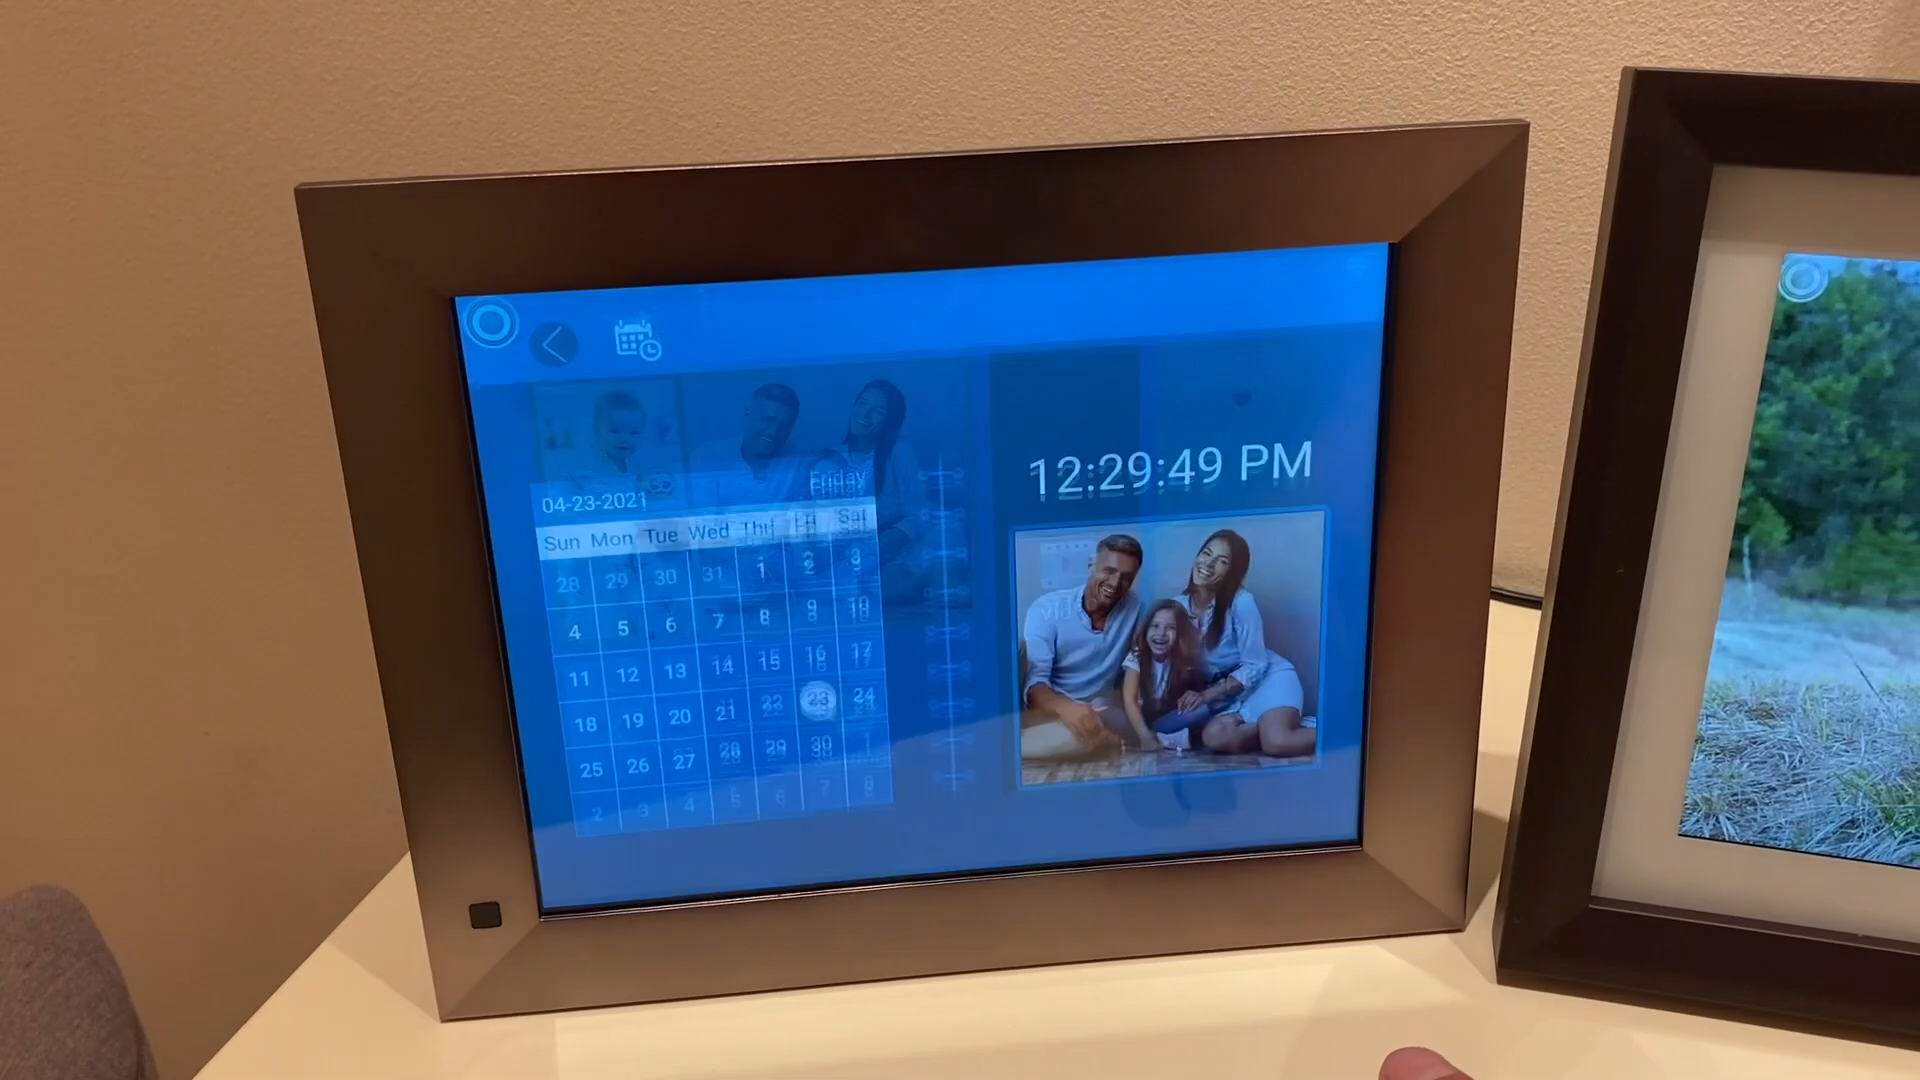 12:29:49 PM
Friday
04-23-2021
Sun Mon Tue Wed Thu Fri Sat
28 29 30 31 1 2 3
4 5 6 7 8 9 10
11 12 13 14 15 16 17
18 19 20 21 22 23 24
25 26 27 28 29 30 1
2 3 4 5 6 7 8